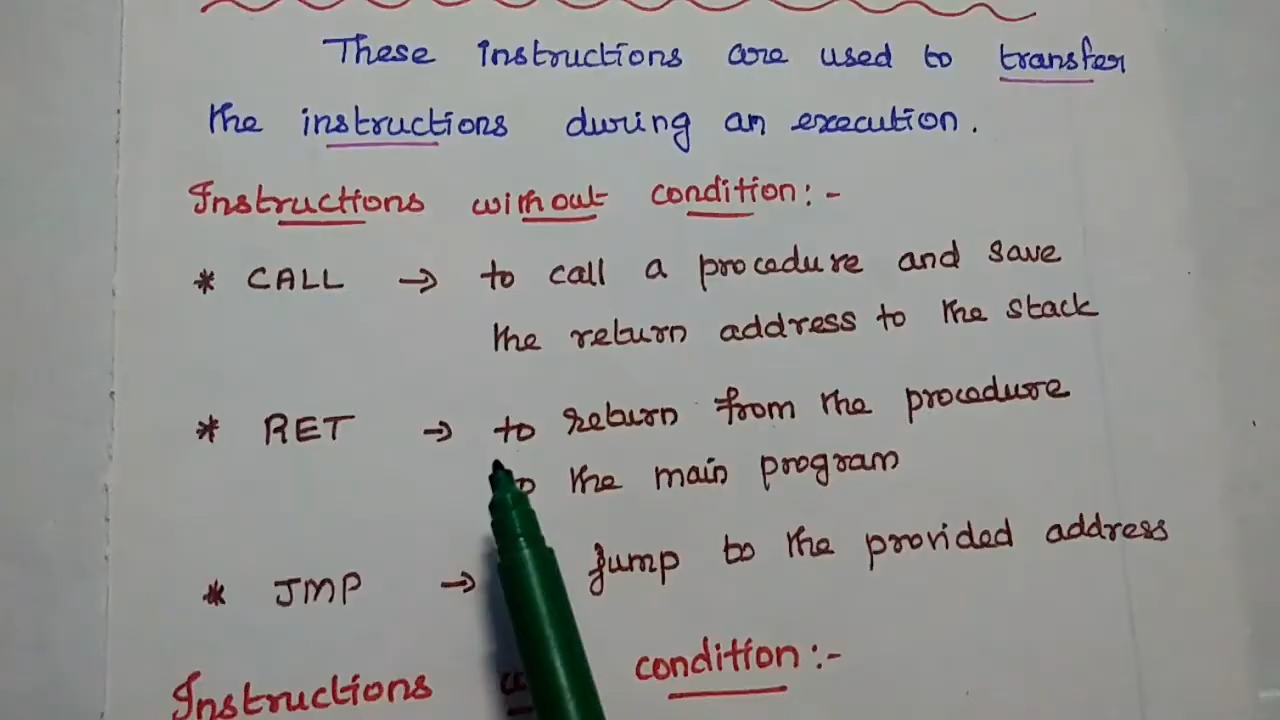 These instructions are used to transfer
the instructions during an execution.
Instructions without condition:-
* CALL → to call a procedure and save
the return address to the stack
* RET → to return from the procedure
the main program
* JMP → jump to the provided address
Instructions condition:-